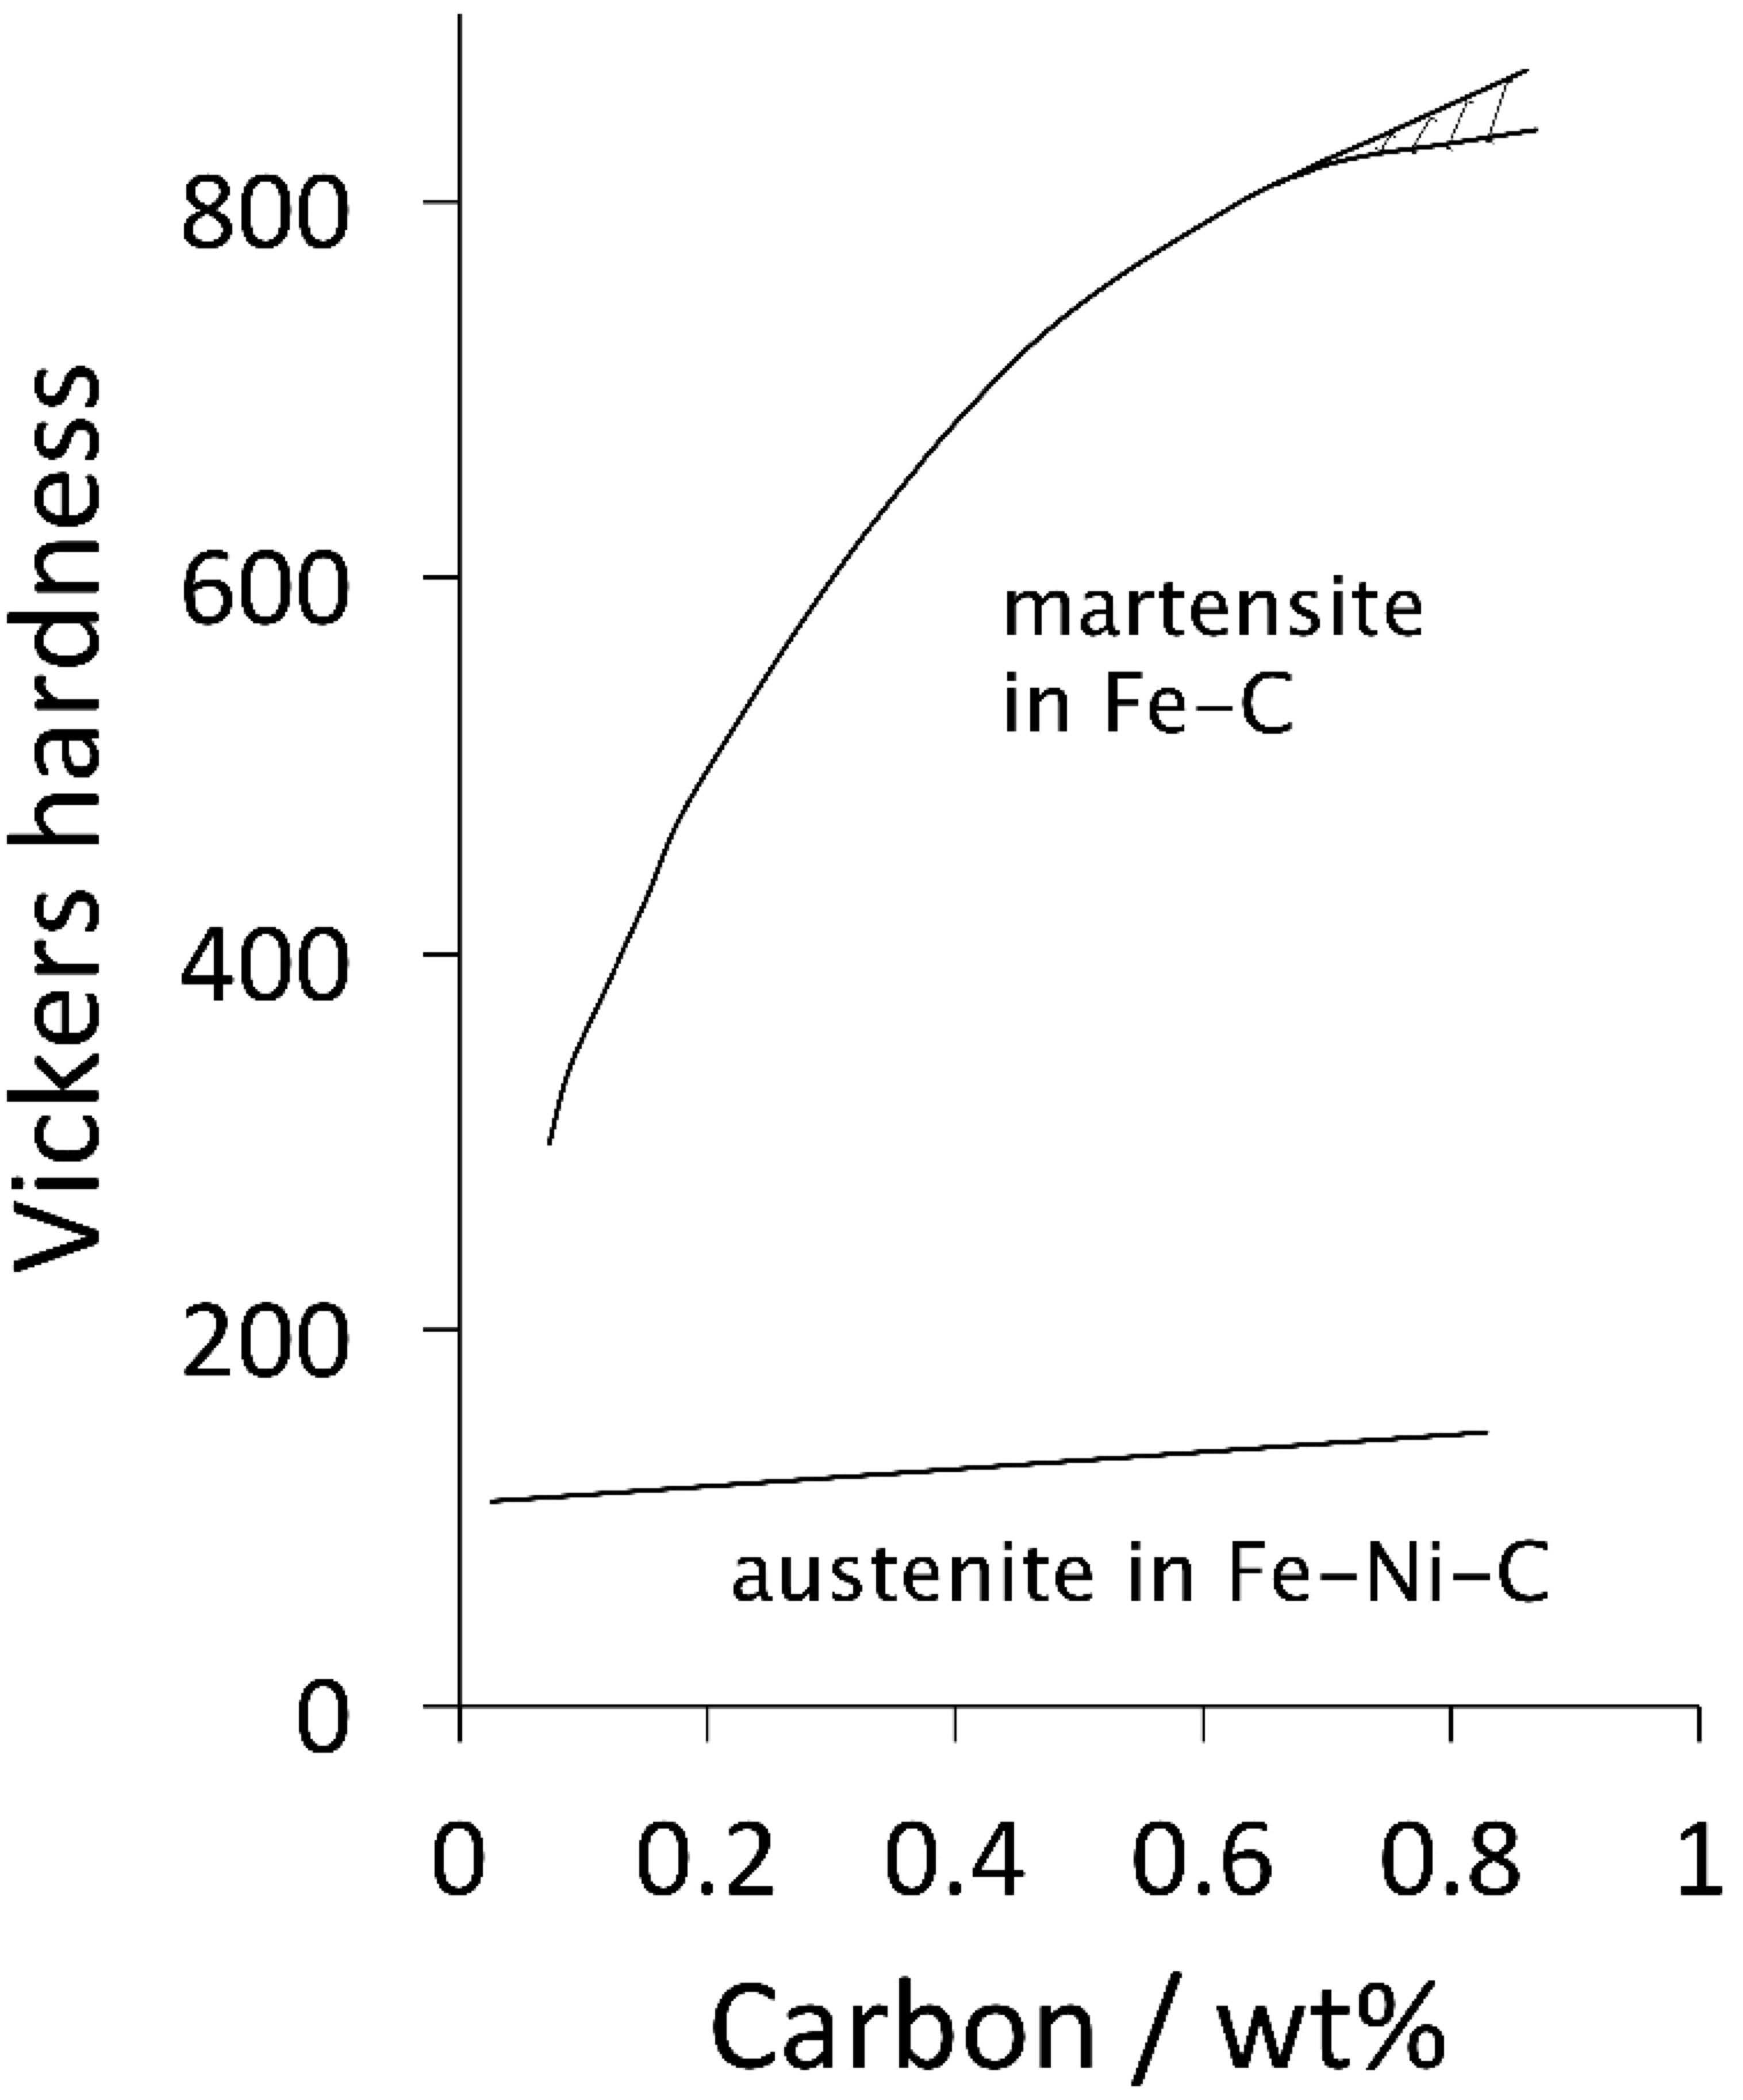 Vickers hardness
800
600
400
200
0
martensite
in Fe–C
austenite in Fe–Ni–C
0 0.2 0.4 0.6 0.8 1
Carbon / wt%